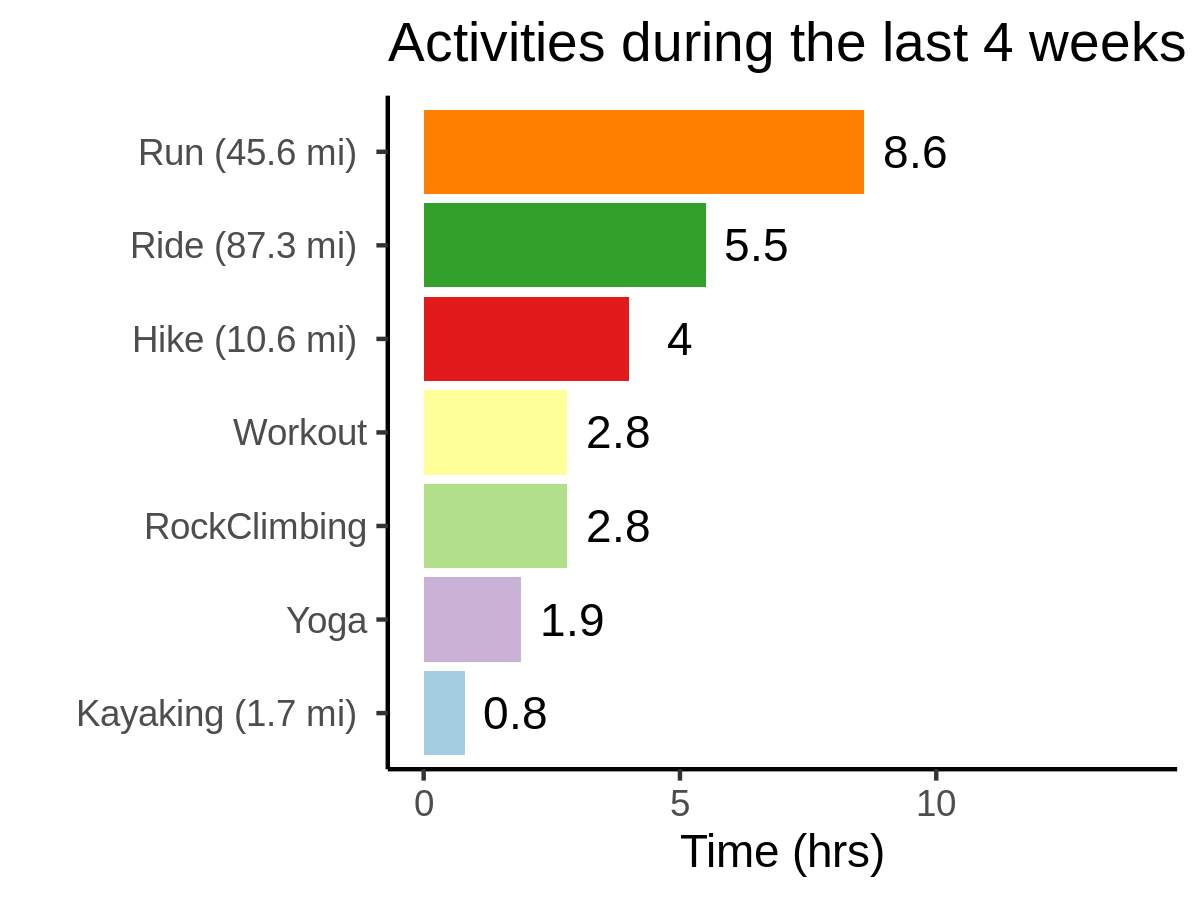 Activities during the last 4 weeks
Run (45.6 mi) 8.6
Ride (87.3 mi) 5.5
Hike (10.6 mi) 4
Workout 2.8
RockClimbing 2.8
Yoga 1.9
Kayaking (1.7 mi) 0.8
0 5 10
Time (hrs)